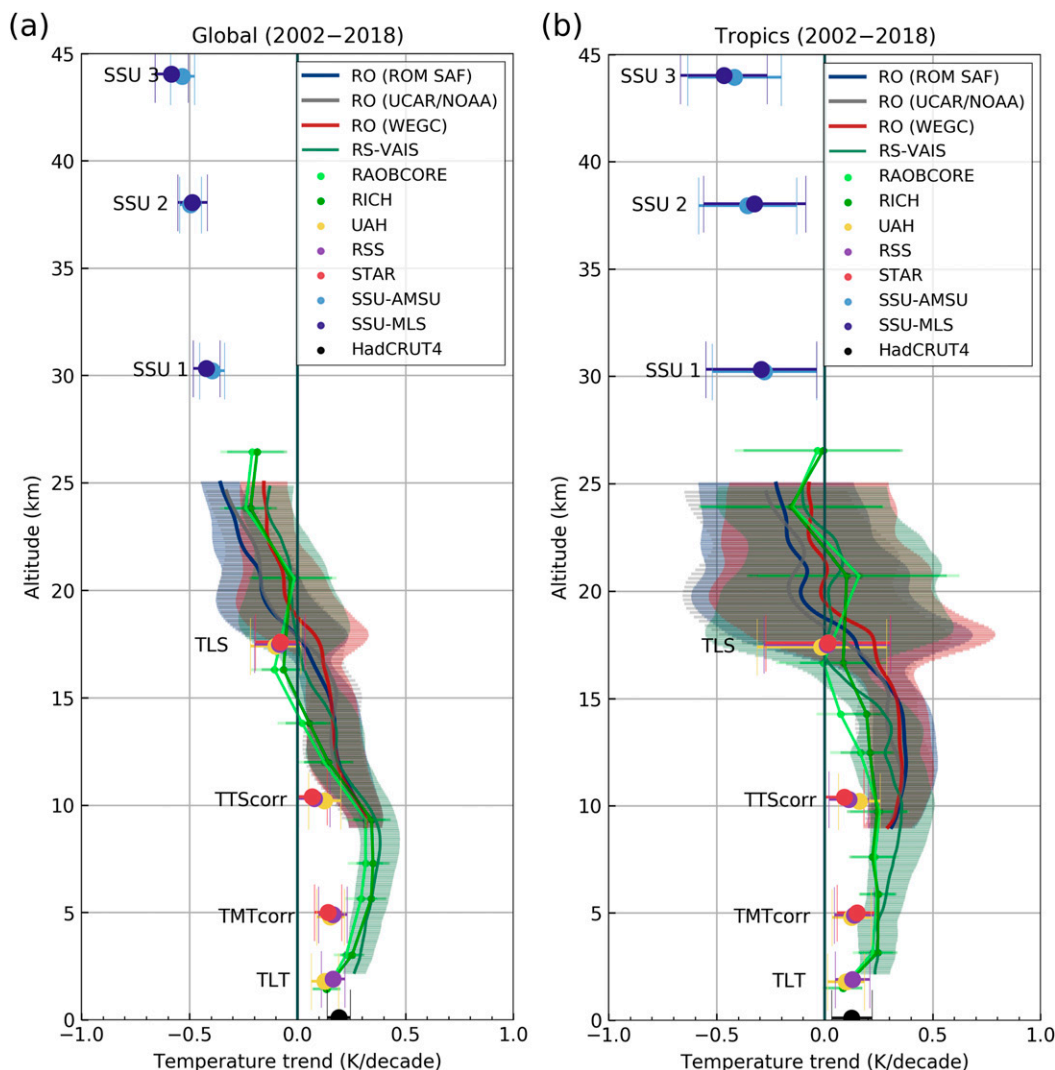 (a)
Global (2002−2018)
45
40
35
30
25
20
15
10
5
0
Altitude (km)
SSU 3
SSU 2
SSU 1
TLS
TTScorr
TMTcorr
TLT
RO (ROM SAF)
RO (UCAR/NOAA)
RO (WEGC)
RS-VAIS
RAOBCORE
RICH
UAH
RSS
STAR
SSU-AMSU
SSU-MLS
HadCRUT4
−1.0 −0.5 0.0 0.5 1.0
Temperature trend (K/decade)
(b)
Tropics (2002−2018)
45
40
35
30
25
20
15
10
5
0
Altitude (km)
SSU 3
SSU 2
SSU 1
TLS
TTScorr
TMTcorr
TLT
RO (ROM SAF)
RO (UCAR/NOAA)
RO (WEGC)
RS-VAIS
RAOBCORE
RICH
UAH
RSS
STAR
SSU-AMSU
SSU-MLS
HadCRUT4
−1.0 −0.5 0.0 0.5 1.0
Temperature trend (K/decade)